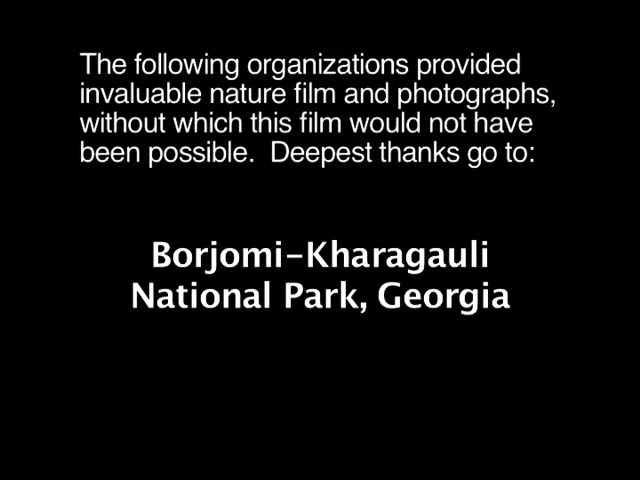 The following organizations provided
invaluable nature film and photographs,
without which this film would not have
been possible.  Deepest thanks go to:
Borjomi-Kharagauli
National Park, Georgia